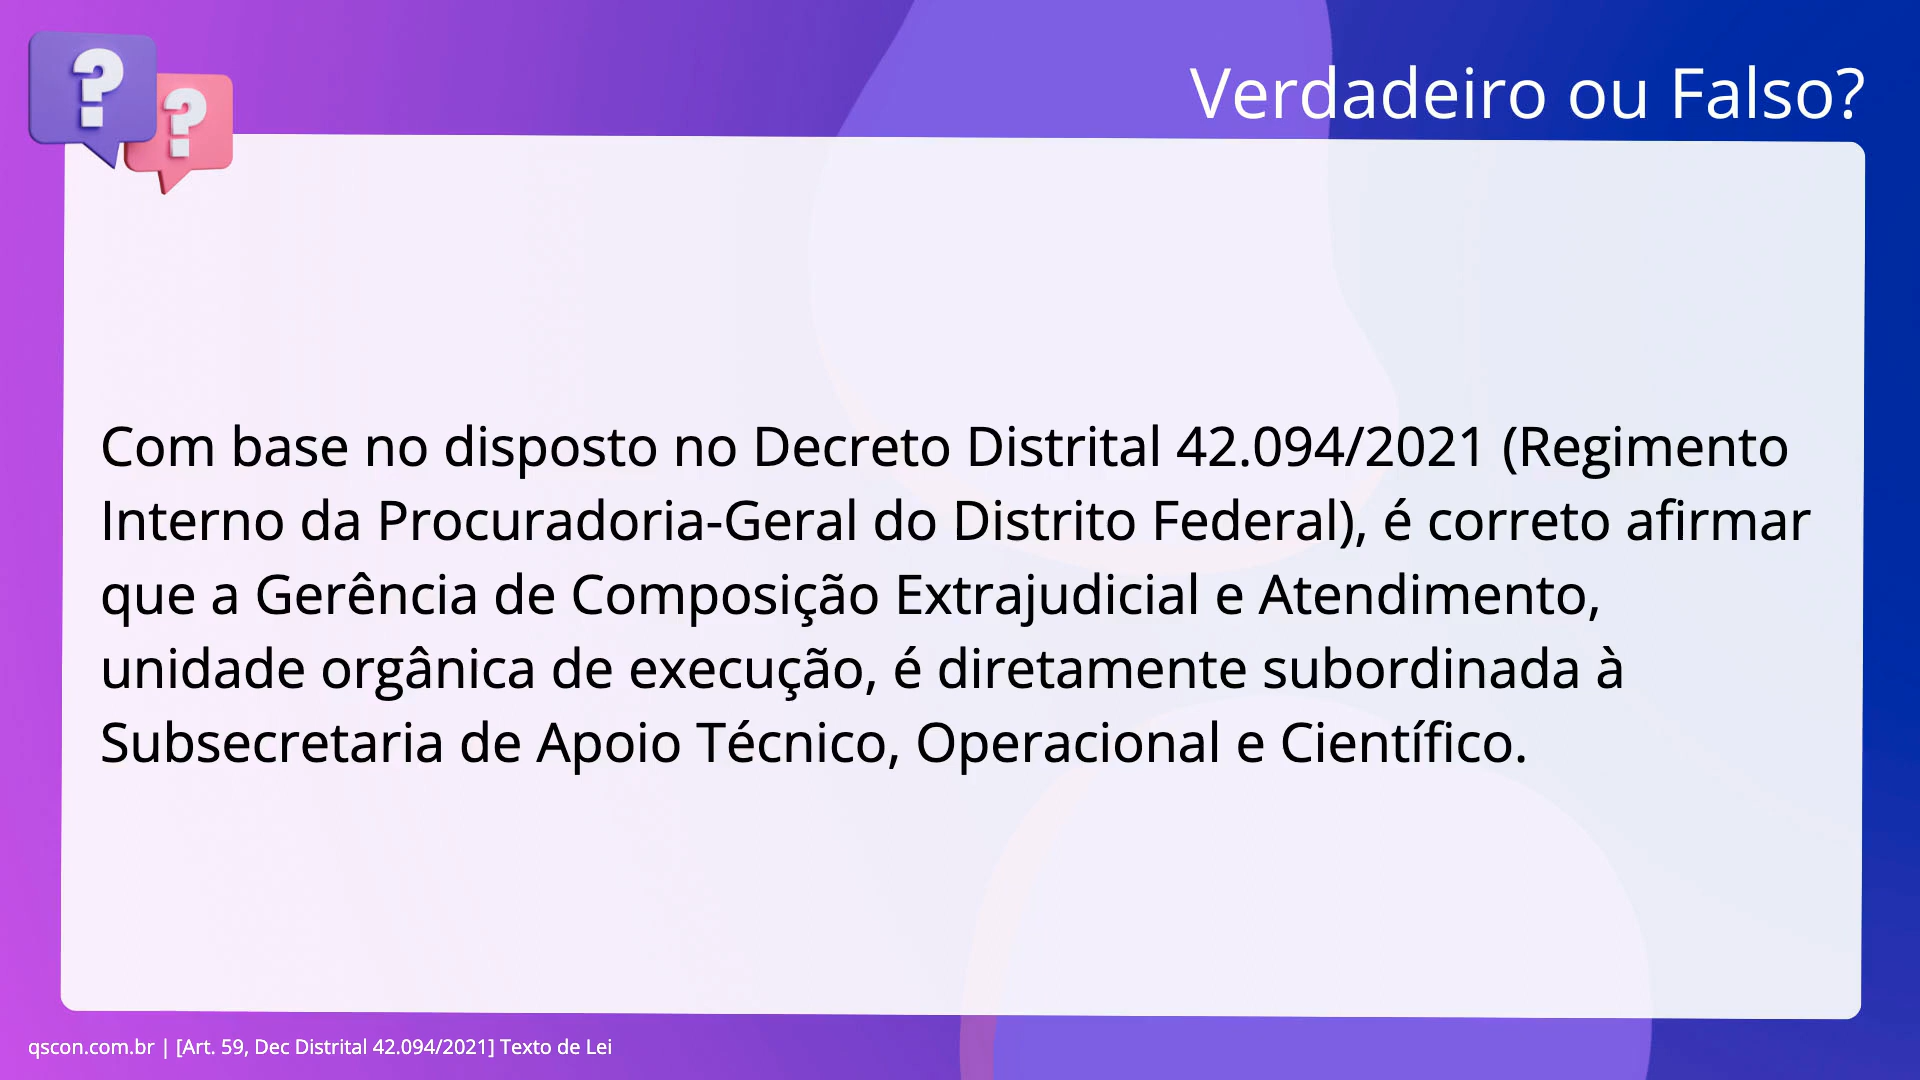 Verdadeiro ou Falso?
Com base no disposto no Decreto Distrital 42.094/2021 (Regimento
Interno da Procuradoria-Geral do Distrito Federal), é correto afirmar
que a Gerência de Composição Extrajudicial e Atendimento,
unidade orgânica de execução, é diretamente subordinada à
Subsecretaria de Apoio Técnico, Operacional e Científico.
qscon.com.br | [Art. 59, Dec Distrital 42.094/2021] Texto de Lei